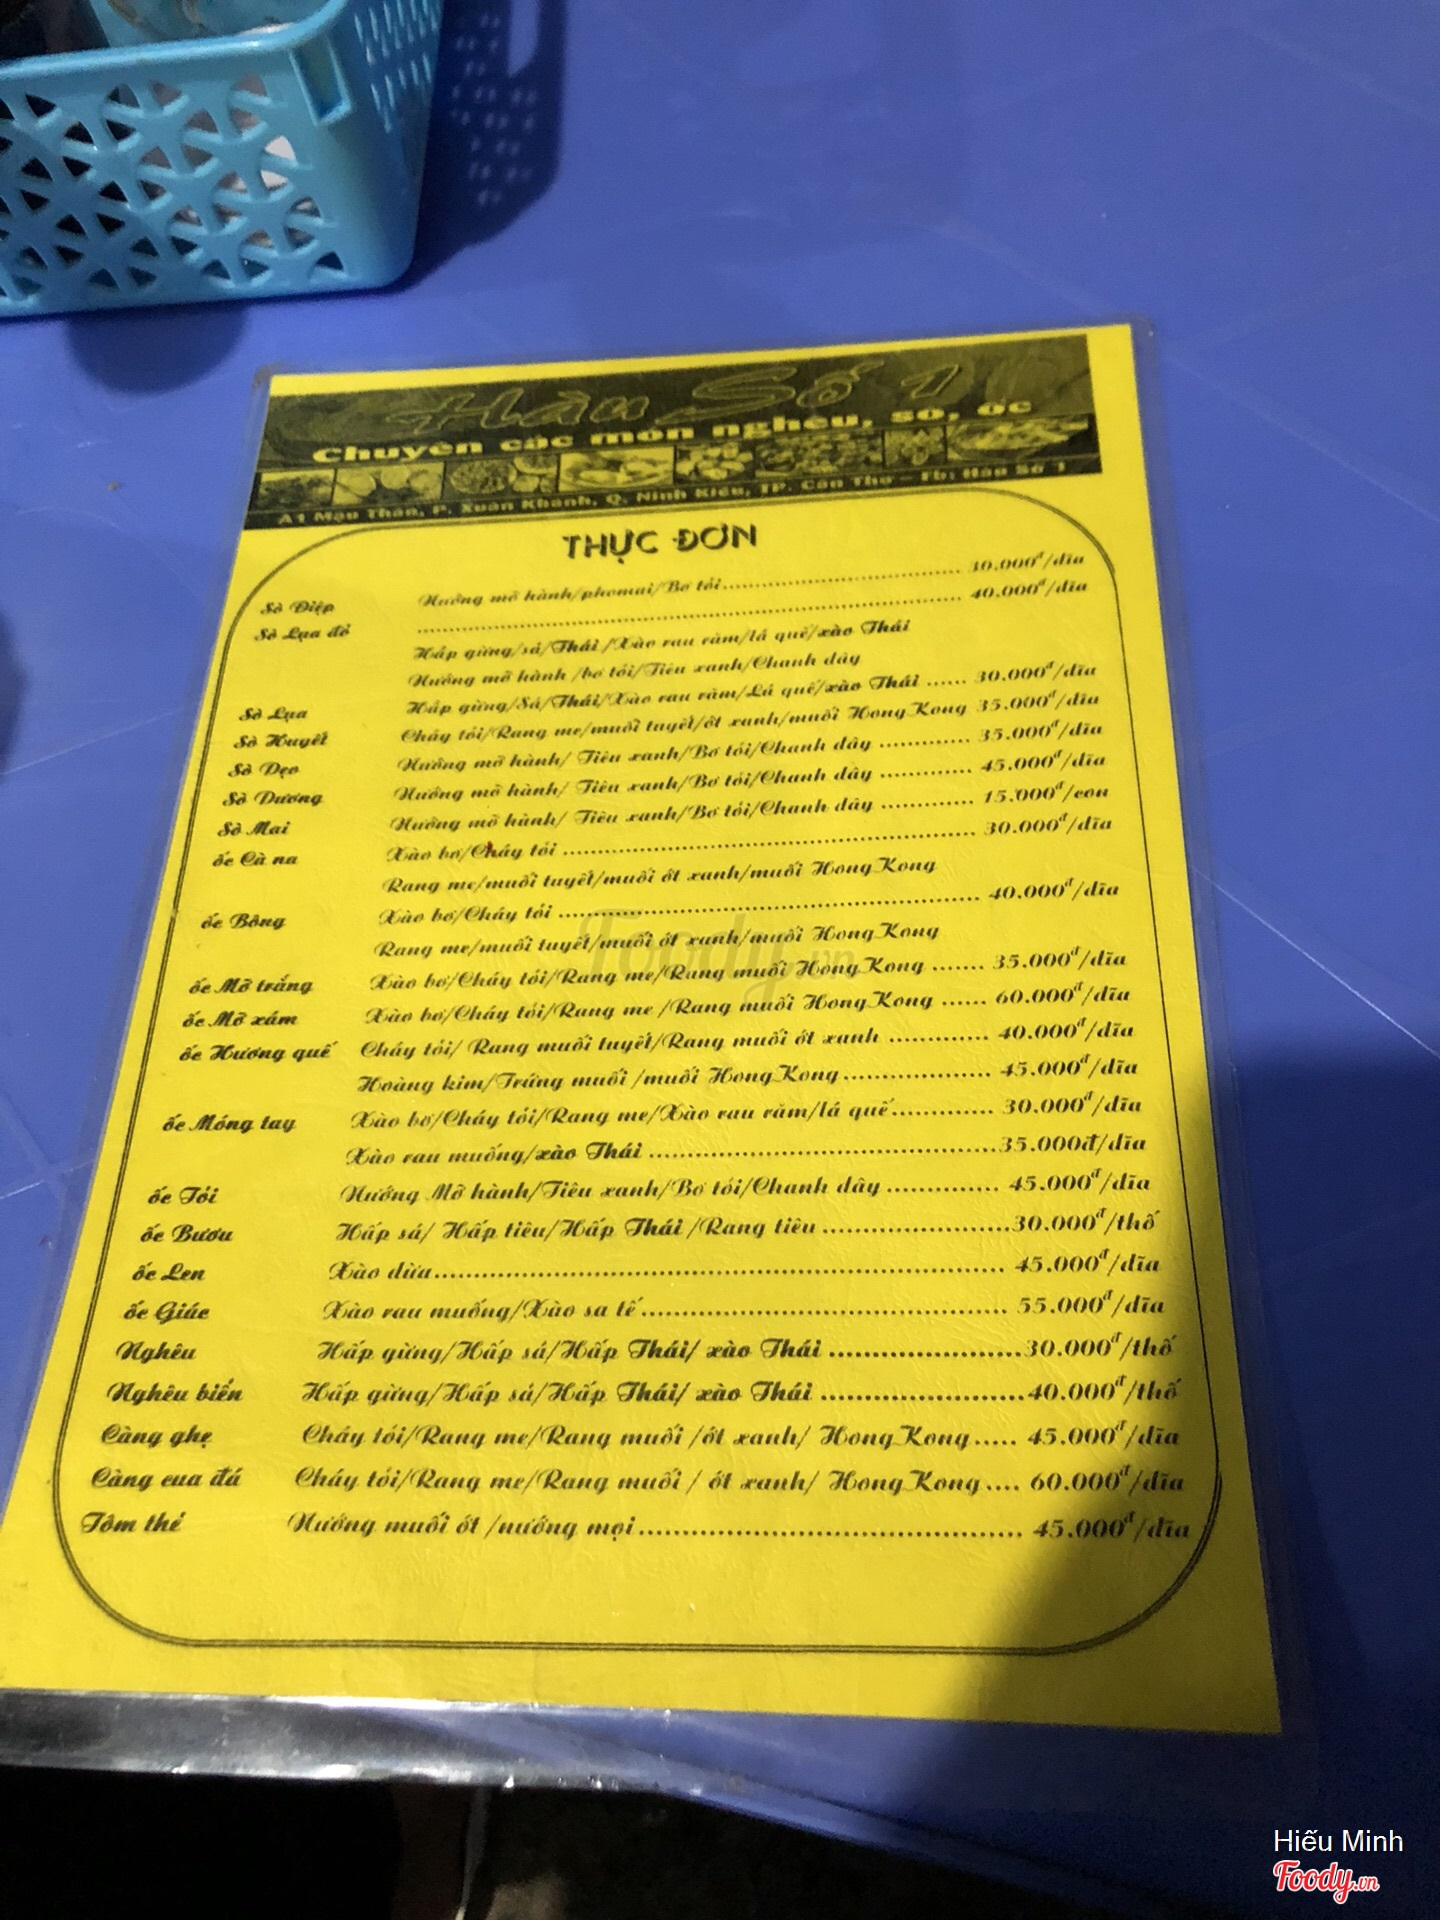 Hàu Số 1
Chuyên các món nghêu, sò, ốc
A1 Mậu Thân, P. Xuân Khánh, Q. Ninh Kiều, TP. Cần Thơ - Fb: Hàu Số 1
THỰC ĐƠN
Sò Điệp Nướng mỡ hành/phomai/Bơ tỏi........ 30.000đ/dĩa
Sò Lụa đỏ ........ 40.000đ/dĩa
Hấp gừng/sả/Thái /Xào rau răm/lá quế/xào Thái
Nướng mỡ hành /bơ tỏi/Tiêu xanh/Chanh dây
Sò Lụa Hấp gừng/Sả/Thái/Xào rau răm/Lá quế/xào Thái ...... 30.000đ/dĩa
Sò Huyết Cháy tỏi/Rang me/muối tuyết/ớt xanh/muối HongKong 35.000đ/dĩa
Sò Dẹo Nướng mỡ hành/ Tiêu xanh/Bơ tỏi/Chanh dây ............ 35.000đ/dĩa
Sò Dương Nướng mỡ hành/ Tiêu xanh/Bơ tỏi/Chanh dây ............ 45.000đ/dĩa
Sò Mai Nướng mỡ hành/ Tiêu xanh/Bơ tỏi/Chanh dây ............ 15.000đ/con
ốc Cà na Xào bơ/Cháy tỏi ........ 30.000đ/dĩa
Rang me/muối tuyết/muối ớt xanh/muối HongKong
ốc Bông Xào bơ/Cháy tỏi ........ 40.000đ/dĩa
Rang me/muối tuyết/muối ớt xanh/muối HongKong
ốc Mỡ trắng Xào bơ/Cháy tỏi/Rang me/Rang muối HongKong ....... 35.000đ/dĩa
ốc Mỡ xám Xào bơ/Cháy tỏi/Rang me /Rang muối HongKong ...... 60.000đ/dĩa
ốc Hương quế Cháy tỏi/ Rang muối tuyết/Rang muối ớt xanh ............. 40.000đ/dĩa
Hoàng kim/Trứng muối /muối HongKong.................. 45.000đ/dĩa
ốc Móng tay Xào bơ/Cháy tỏi/Rang me/Xào rau răm/lá quế............. 30.000đ/dĩa
Xào rau muống/xào Thái ........35.000đ/dĩa
ốc Tỏi Nướng Mỡ hành/Tiêu xanh/Bơ tỏi/Chanh dây .............. 45.000đ/dĩa
ốc Bươu Hấp sả/ Hấp tiêu/Hấp Thái /Rang tiêu ........30.000đ/thố
ốc Len Xào dừa........ 45.000đ/dĩa
ốc Giác Xào rau muống/Xào sa tế........ 55.000đ/dĩa
Nghêu Hấp gừng/Hấp sả/Hấp Thái/ xào Thái ........30.000đ/thố
Nghêu biển Hấp gừng/Hấp sả/Hấp Thái/ xào Thái ........40.000đ/thố
Càng ghẹ Cháy tỏi/Rang me/Rang muối /ớt xanh/ HongKong..... 45.000đ/dĩa
Càng cua đá Cháy tỏi/Rang me/Rang muối / ớt xanh/ HongKong.... 60.000đ/dĩa
Tôm thẻ Nướng muối ớt /nướng mọi........ 45.000đ/dĩa
Foody.vn
Hiếu Minh
Foody.vn